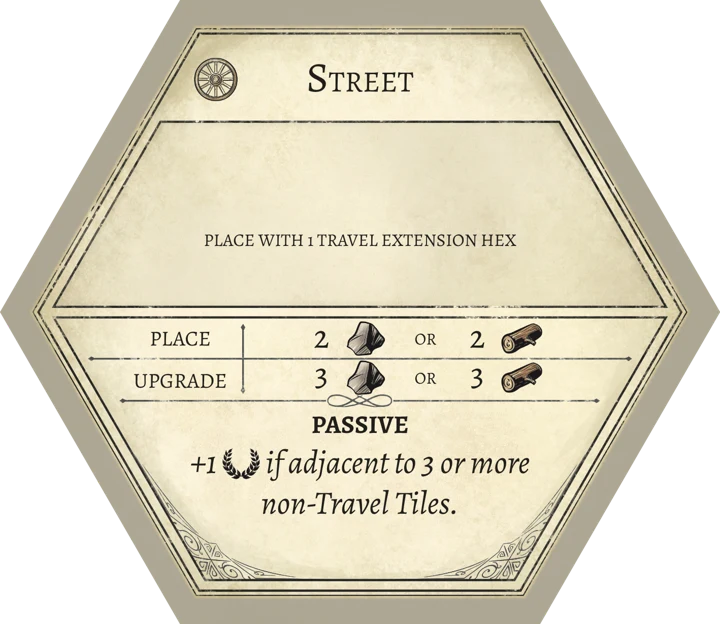 Street
PLACE WITH 1 TRAVEL EXTENSION HEX
PLACE 2 OR 2
UPGRADE 3 OR 3
PASSIVE
+1 if adjacent to 3 or more
non-Travel Tiles.